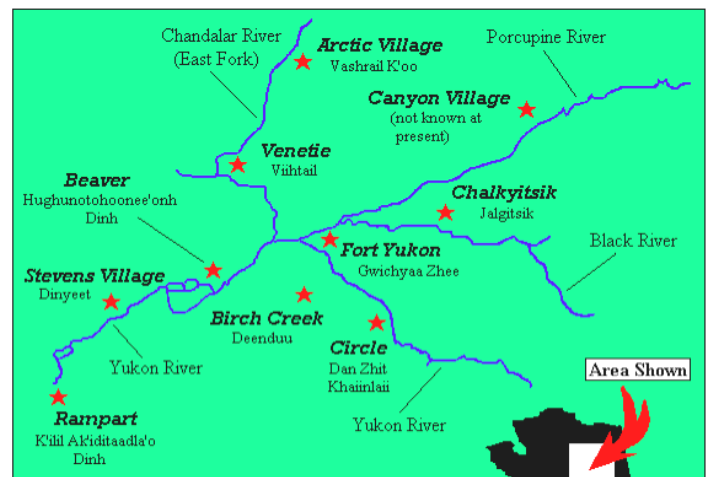 Chandalar River
(East Fork)
Arctic Village
Vashrail K'oo
Porcupine River
Canyon Village
(not known at
present)
Venetie
Viihtail
Beaver
Hughunotohoonee'onh
Dinh
Chalkyitsik
Jalgitsik
Black River
Fort Yukon
Gwichyaa Zhee
Stevens Village
Dinyeet
Birch Creek
Deenduu
Circle
Dan Zhit
Khaiinlaii
Yukon River
Area Shown
Rampart
K'ilil Ak'iditaadla'o
Dinh
Yukon River